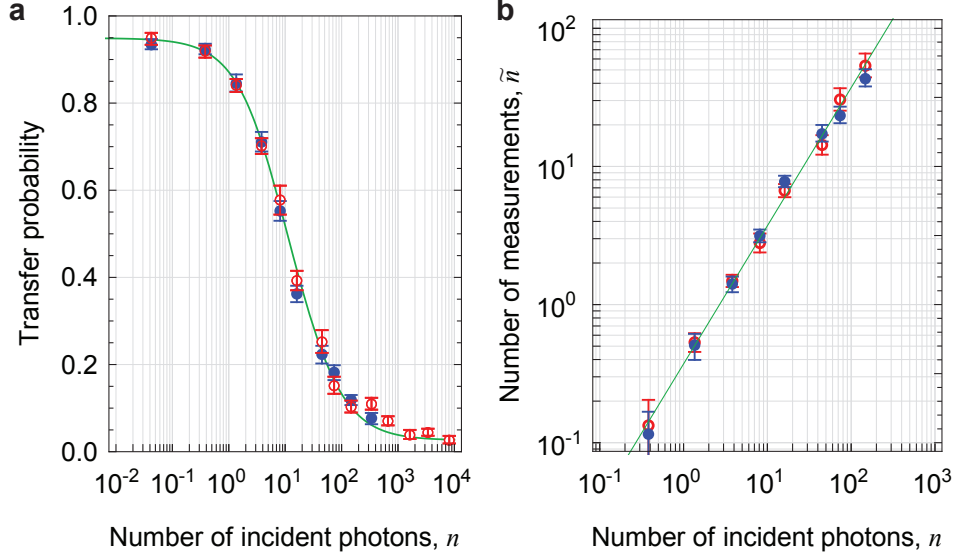 a
Transfer probability
1.0
0.8
0.6
0.4
0.2
0.0
10⁻² 10⁻¹ 10⁰ 10¹ 10² 10³ 10⁴
Number of incident photons, n
b
Number of measurements, ñ
10²
10¹
10⁰
10⁻¹
10⁻¹ 10⁰ 10¹ 10² 10³
Number of incident photons, n